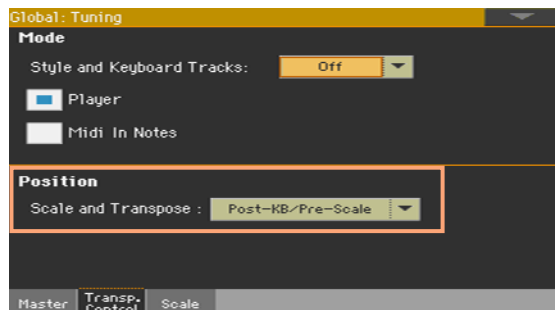 Global: Tuning
Mode
Style and Keyboard Tracks: Off
Player
Midi In Notes
Position
Scale and Transpose : Post-KB/Pre-Scale
Master Transp. Control Scale